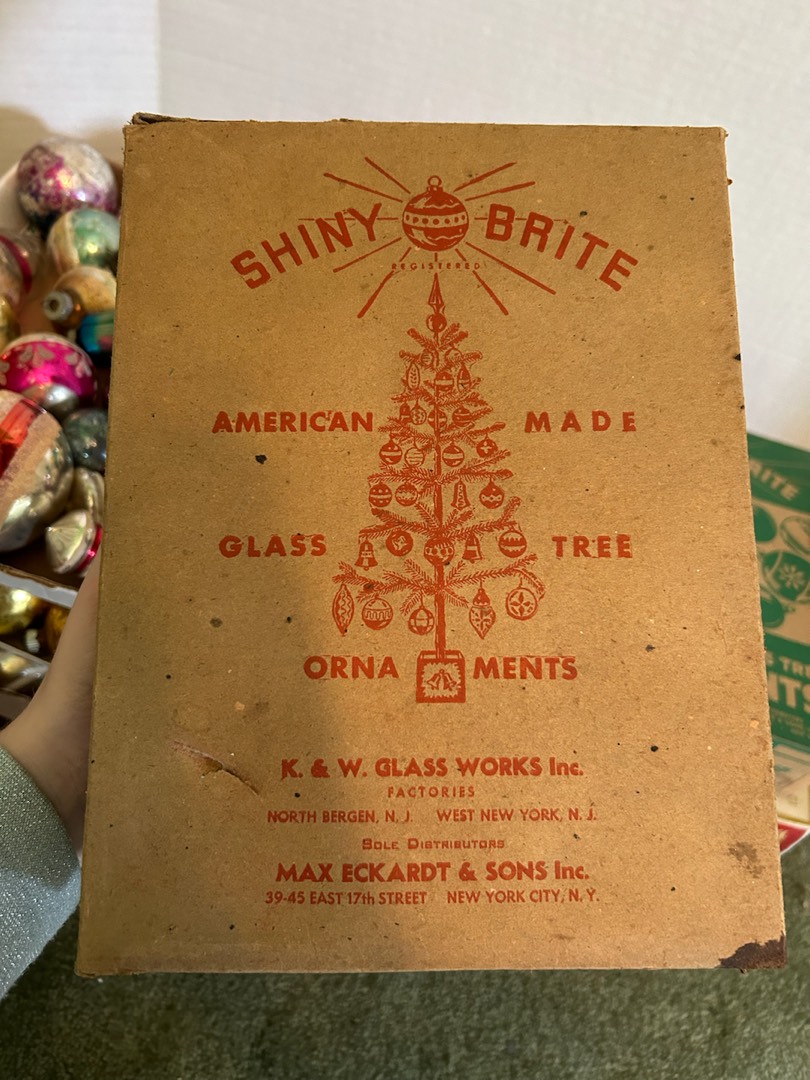 SHINY BRITE
REGISTERED
AMERICAN MADE
GLASS TREE
ORNA MENTS
K. & W. GLASS WORKS Inc.
FACTORIES
NORTH BERGEN, N. J. WEST NEW YORK, N. J.
SOLE DISTRIBUTORS
MAX ECKARDT & SONS Inc.
39-45 EAST 17th STREET NEW YORK CITY, N. Y.